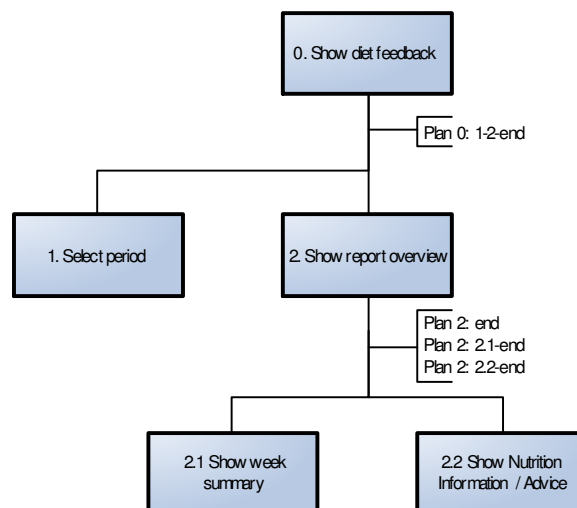 0. Show diet feedback
Plan 0: 1-2-end
1. Select period
2. Show report overview
Plan 2: end
Plan 2: 2.1-end
Plan 2: 2.2-end
2.1 Show week
summary
2.2 Show Nutrition
Information / Advice